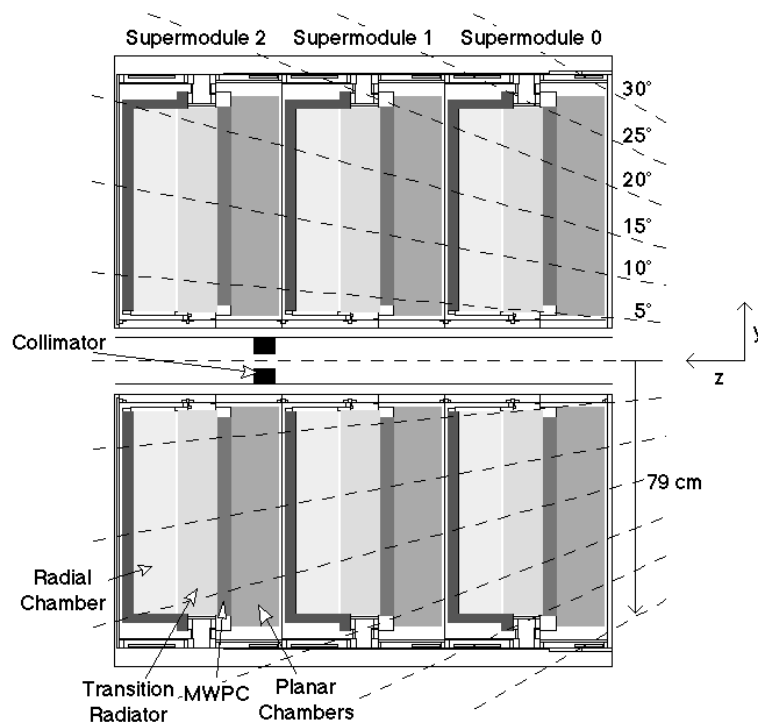 Supermodule 2 Supermodule 1 Supermodule 0
30°
25°
20°
15°
10°
5°
Collimator
y
z
79 cm
Radial
Chamber
Transition
Radiator
MWPC
Planar
Chambers